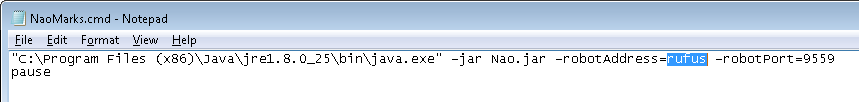 NaoMarks.cmd - Notepad
File Edit Format View Help
"C:\Program Files (x86)\Java\jre1.8.0_25\bin\java.exe" -jar Nao.jar -robotAddress=rufus -robotPort=9559
pause